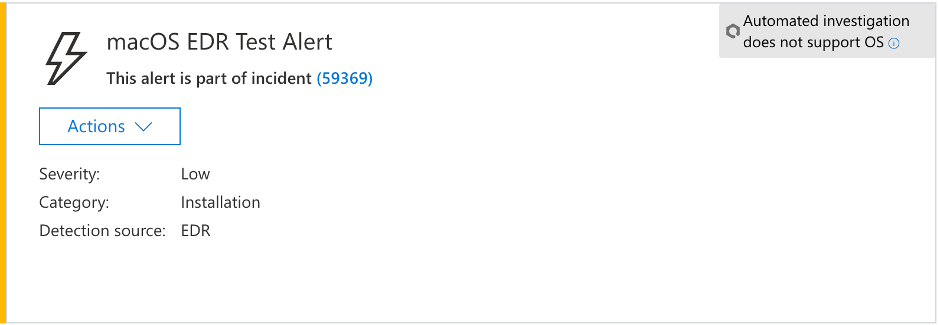 macOS EDR Test Alert
This alert is part of incident (59369)
Automated investigation
does not support OS
Actions
Severity: Low
Category: Installation
Detection source: EDR